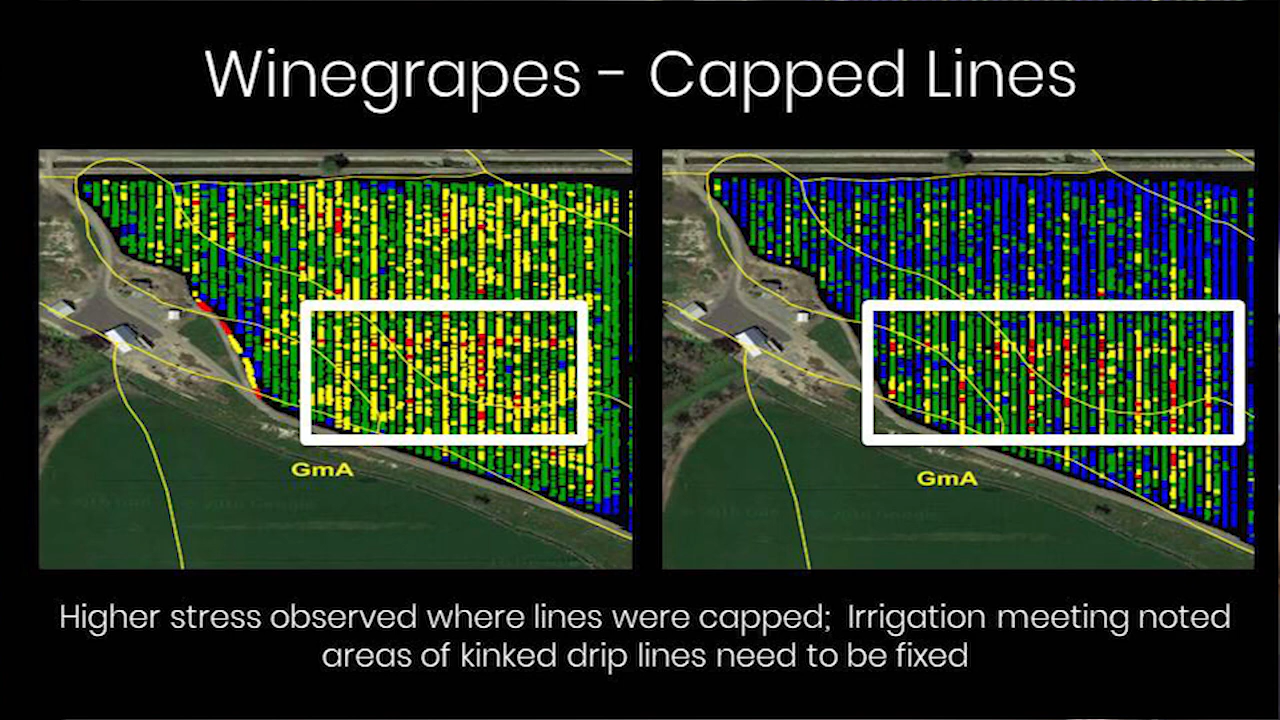 Winegrapes - Capped Lines
GmA
GmA
Higher stress observed where lines were capped;  Irrigation meeting noted
areas of kinked drip lines need to be fixed